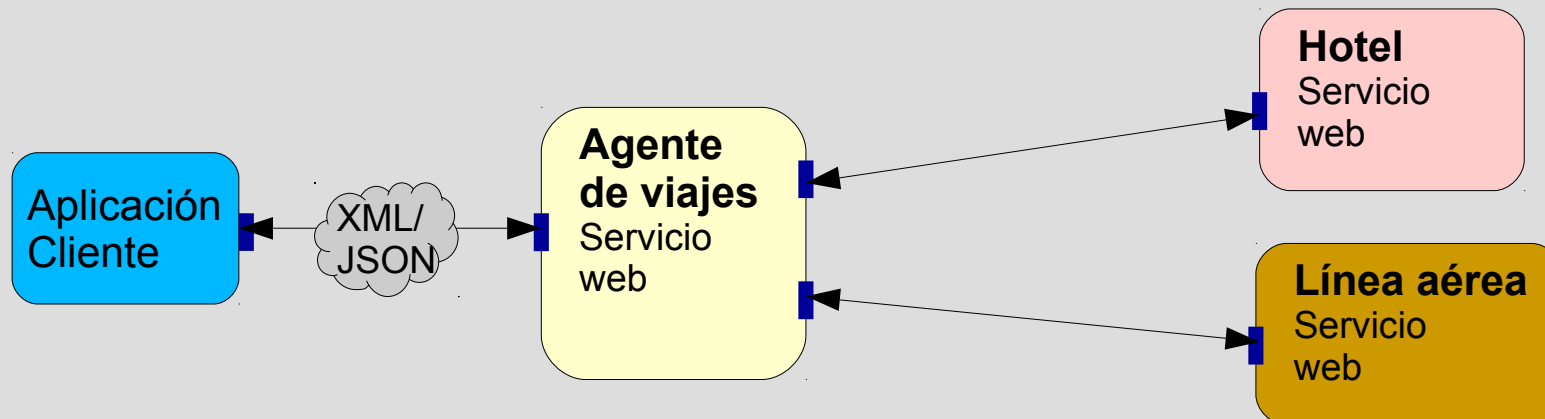 Aplicación
Cliente
XML/
JSON
Agente
de viajes
Servicio
web
Hotel
Servicio
web
Línea aérea
Servicio
web